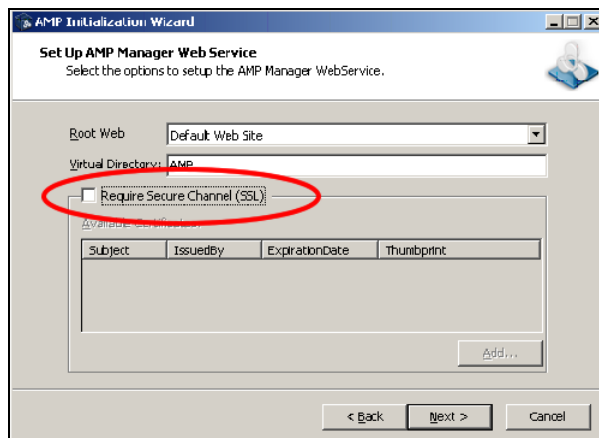 AMP Initialization Wizard
Set Up AMP Manager Web Service
Select the options to setup the AMP Manager WebService.
Root Web
Default Web Site
Virtual Directory: AMP
Require Secure Channel (SSL)
Available Certificates:
Subject IssuedBy ExpirationDate Thumbprint
Add...
< Back Next > Cancel